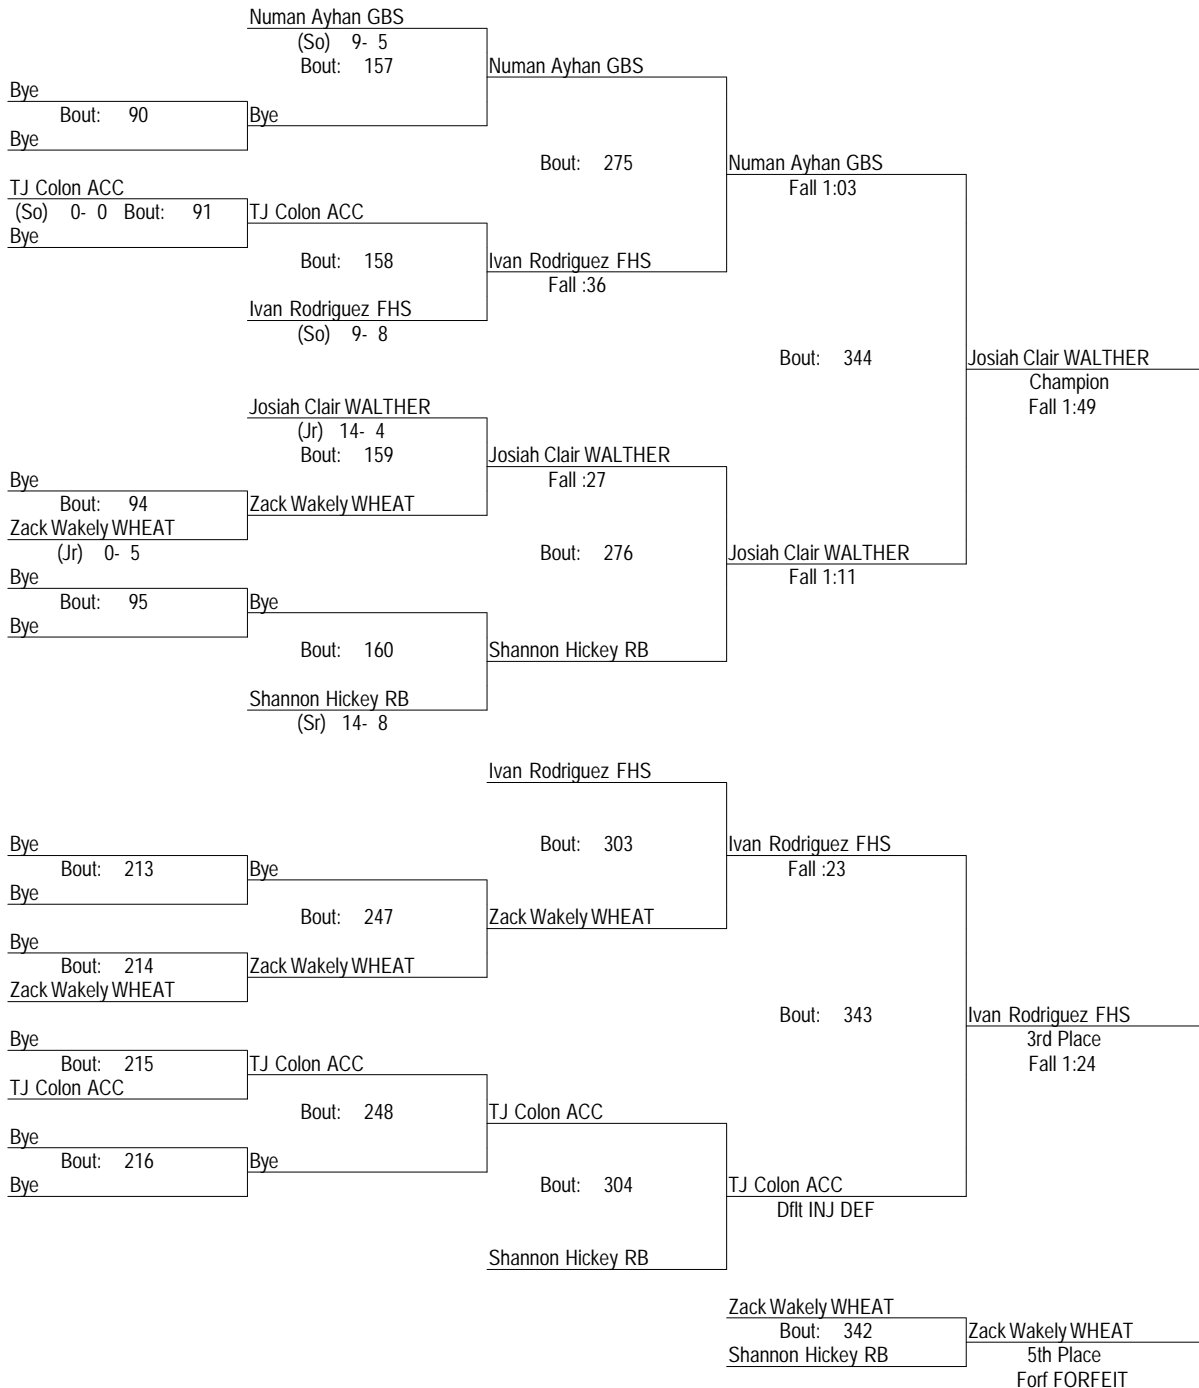 Numan Ayhan GBS
(So) 9- 5
Bout: 157
Numan Ayhan GBS
Bye
Bout: 90
Bye
Bye
Bout: 275
Numan Ayhan GBS
Fall 1:03
TJ Colon ACC
(So) 0- 0 Bout: 91
TJ Colon ACC
Bye
Bout: 158
Ivan Rodriguez FHS
Fall :36
Ivan Rodriguez FHS
(So) 9- 8
Bout: 344
Josiah Clair WALTHER
Champion
Fall 1:49
Josiah Clair WALTHER
(Jr) 14- 4
Bout: 159
Josiah Clair WALTHER
Fall :27
Bye
Bout: 94
Zack Wakely WHEAT
Zack Wakely WHEAT
(Jr) 0- 5
Bout: 276
Josiah Clair WALTHER
Fall 1:11
Bye
Bout: 95
Bye
Bye
Bout: 160
Shannon Hickey RB
Shannon Hickey RB
(Sr) 14- 8
Ivan Rodriguez FHS
Bout: 303
Ivan Rodriguez FHS
Fall :23
Bye
Bout: 213
Bye
Bye
Bout: 247
Zack Wakely WHEAT
Bye
Bout: 214
Zack Wakely WHEAT
Zack Wakely WHEAT
Bout: 343
Ivan Rodriguez FHS
3rd Place
Fall 1:24
Bye
Bout: 215
TJ Colon ACC
TJ Colon ACC
Bout: 248
TJ Colon ACC
Bye
Bout: 216
Bye
Bye
Bout: 304
TJ Colon ACC
Dflt INJ DEF
Shannon Hickey RB
Zack Wakely WHEAT
Bout: 342
Zack Wakely WHEAT
Shannon Hickey RB
5th Place
Forf FORFEIT